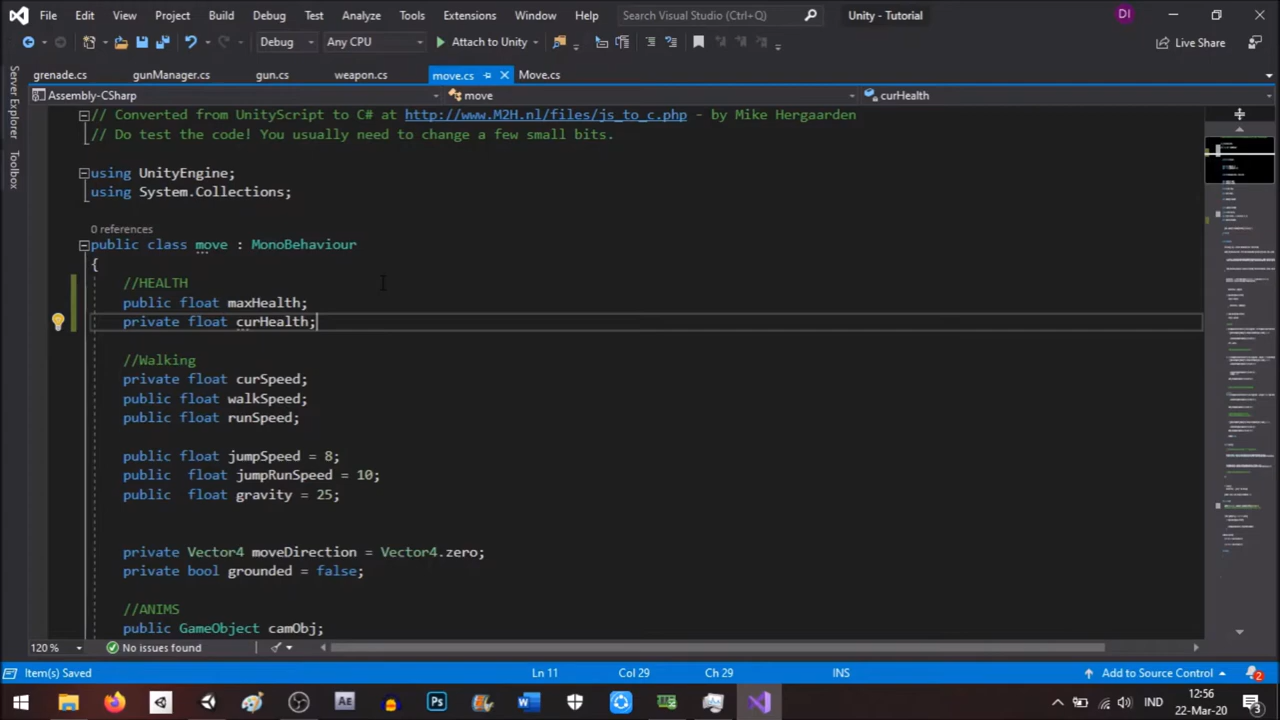 File Edit View Project Build Debug Test Analyze Tools Extensions Window Help Search Visual Studio (Ctrl+Q) Unity - Tutorial DI
Debug Any CPU Attach to Unity Live Share
grenade.cs gunManager.cs gun.cs weapon.cs move.cs Move.cs
Assembly-CSharp move curHealth
Server Explorer
Toolbox
// Converted from UnityScript to C# at http://www.M2H.nl/files/js_to_c.php - by Mike Hergaarden
// Do test the code! You usually need to change a few small bits.
using UnityEngine;
using System.Collections;
0 references
public class move : MonoBehaviour
{
//HEALTH
public float maxHealth;
private float curHealth;
//Walking
private float curSpeed;
public float walkSpeed;
public float runSpeed;
public float jumpSpeed = 8;
public  float jumpRunSpeed = 10;
public  float gravity = 25;
private Vector4 moveDirection = Vector4.zero;
private bool grounded = false;
//ANIMS
public GameObject camObj;
120 % No issues found
Item(s) Saved Ln 11 Col 29 Ch 29 INS Add to Source Control 2
Ae Ps W IND 12:56
22-Mar-20 3